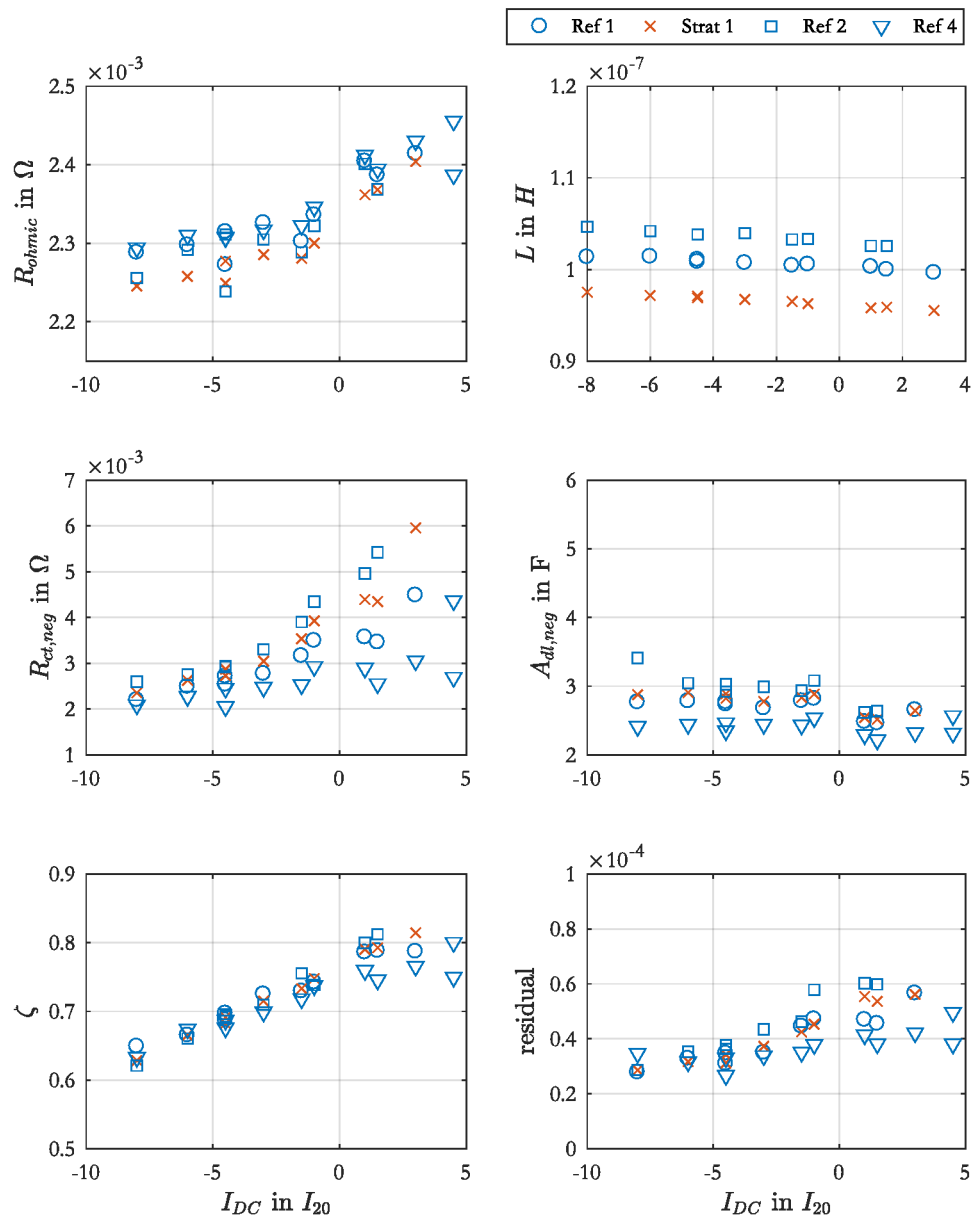 Ref 1 Strat 1 Ref 2 Ref 4
×10⁻³
2.5
2.4
2.3
2.2
-10 -5 0 5
R_ohmic in Ω
×10⁻⁷
1.2
1.1
1
0.9
-8 -6 -4 -2 0 2 4
L in H
×10⁻³
7
6
5
4
3
2
1
-10 -5 0 5
R_ct,neg in Ω
6
5
4
3
2
-10 -5 0 5
A_dl,neg in F
0.9
0.8
0.7
0.6
0.5
-10 -5 0 5
ζ
I_DC in I_20
×10⁻⁴
1
0.8
0.6
0.4
0.2
0
-10 -5 0 5
residual
I_DC in I_20